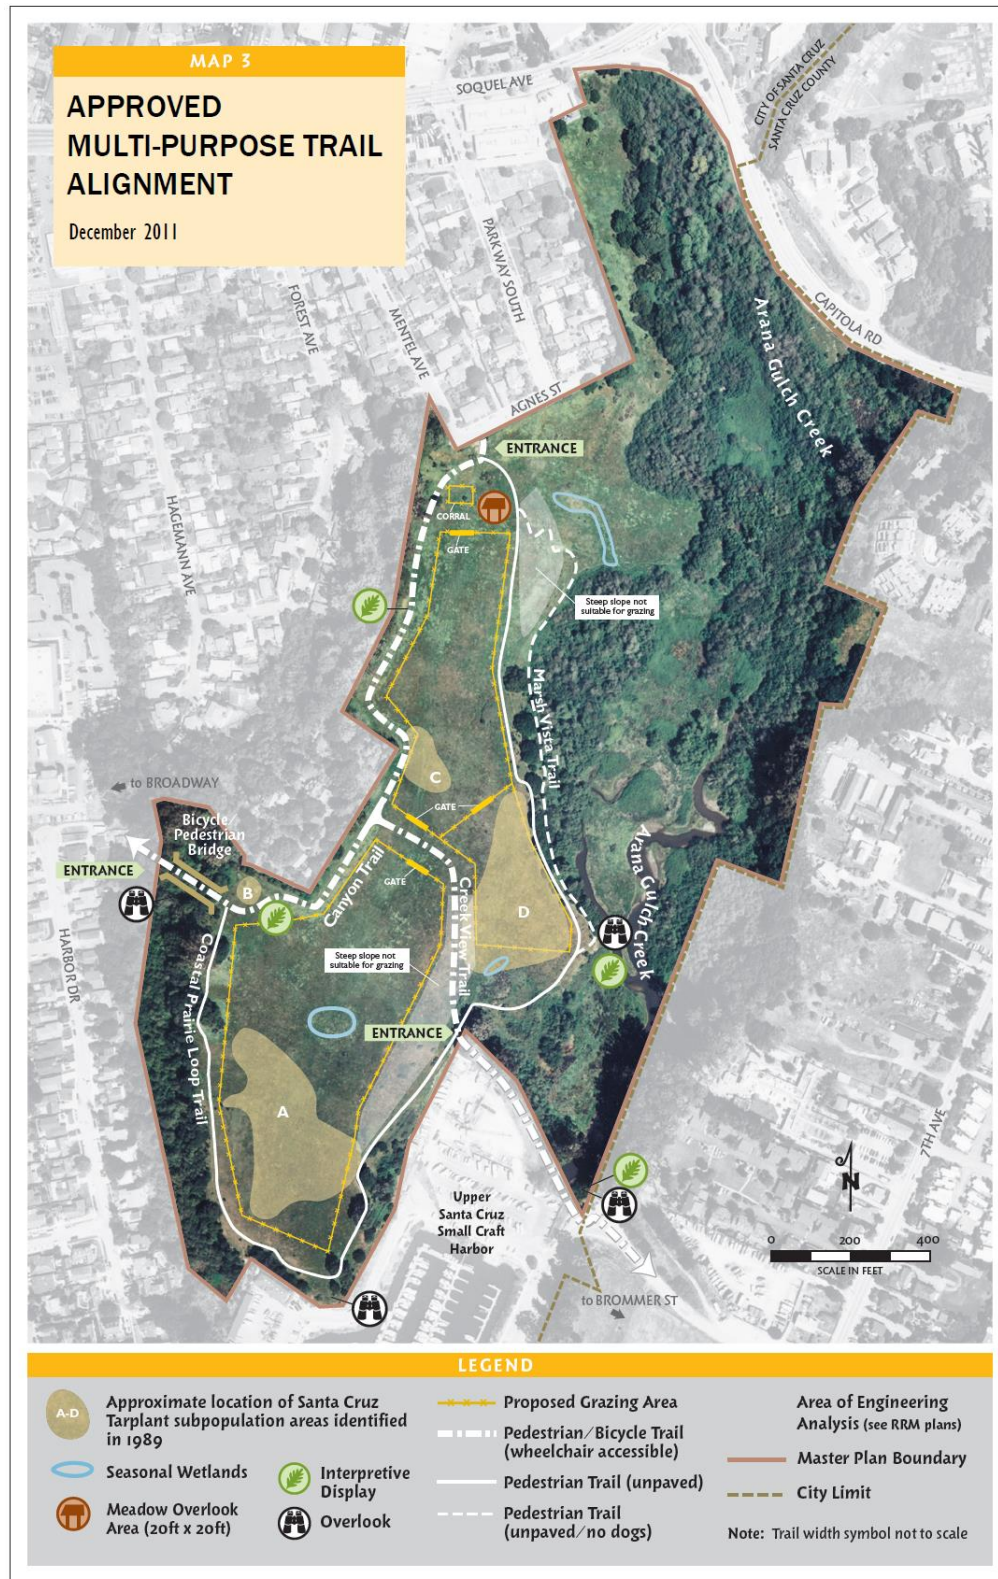 MAP 3
APPROVED
MULTI-PURPOSE TRAIL
ALIGNMENT
December 2011
SOQUEL AVE
CITY OF SANTA CRUZ
SANTA CRUZ COUNTY
PARKWAY SOUTH
FOREST AVE
MENTEL AVE
CAPITOLA RD
Arana Gulch Creek
AGNES ST
ENTRANCE
HAGEMANN AVE
CORRAL
GATE
Steep slope not
suitable for grazing
Marsh Vista Trail
C
to BROADWAY
GATE
Bicycle/
Pedestrian
Bridge
ENTRANCE
B
Canyon Trail
GATE
Creek View Trail
D
Arana Gulch Creek
HARBOR DR
Coastal Prairie Loop Trail
Steep slope not
suitable for grazing
ENTRANCE
A
7TH AVE
N
Upper
Santa Cruz
Small Craft
Harbor
0 200 400
SCALE IN FEET
to BROMMER ST
LEGEND
A-D
Approximate location of Santa Cruz
Tarplant subpopulation areas identified
in 1989
Seasonal Wetlands
Meadow Overlook
Area (20ft x 20ft)
Interpretive
Display
Overlook
Proposed Grazing Area
Pedestrian/Bicycle Trail
(wheelchair accessible)
Pedestrian Trail (unpaved)
Pedestrian Trail
(unpaved/no dogs)
Area of Engineering
Analysis (see RRM plans)
Master Plan Boundary
City Limit
Note: Trail width symbol not to scale